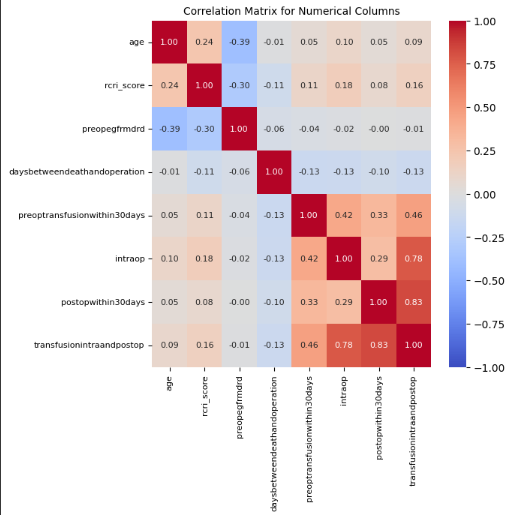 Correlation Matrix for Numerical Columns
age 1.00 0.24 -0.39 -0.01 0.05 0.10 0.05 0.09
rcri_score 0.24 1.00 -0.30 -0.11 0.11 0.18 0.08 0.16
preopegfrmdrd -0.39 -0.30 1.00 -0.06 -0.04 -0.02 -0.00 -0.01
daysbetweendeathandoperation -0.01 -0.11 -0.06 1.00 -0.13 -0.13 -0.10 -0.13
preoptransfusionwithin30days 0.05 0.11 -0.04 -0.13 1.00 0.42 0.33 0.46
intraop 0.10 0.18 -0.02 -0.13 0.42 1.00 0.29 0.78
postopwithin30days 0.05 0.08 -0.00 -0.10 0.33 0.29 1.00 0.83
transfusionintraandpostop 0.09 0.16 -0.01 -0.13 0.46 0.78 0.83 1.00
age
rcri_score
preopegfrmdrd
daysbetweendeathandoperation
preoptransfusionwithin30days
intraop
postopwithin30days
transfusionintraandpostop
1.00
0.75
0.50
0.25
0.00
−0.25
−0.50
−0.75
−1.00